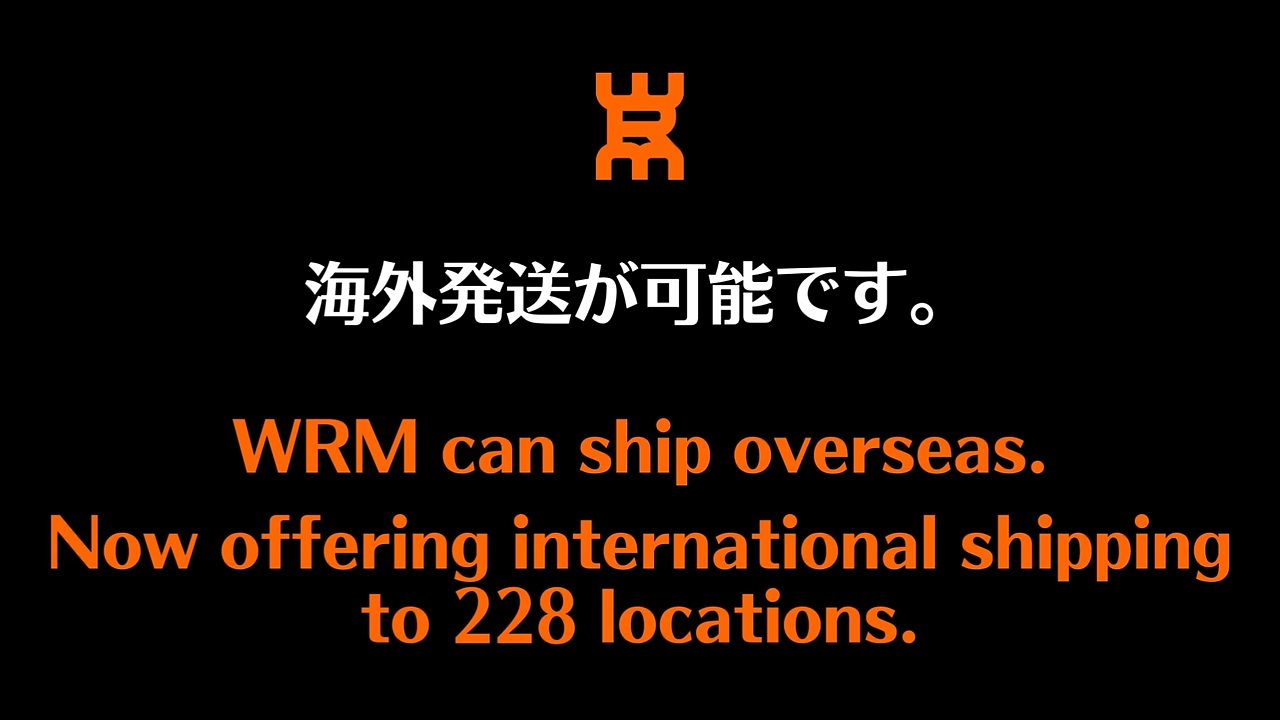 海外発送が可能です。
WRM can ship overseas.
Now offering international shipping
to 228 locations.